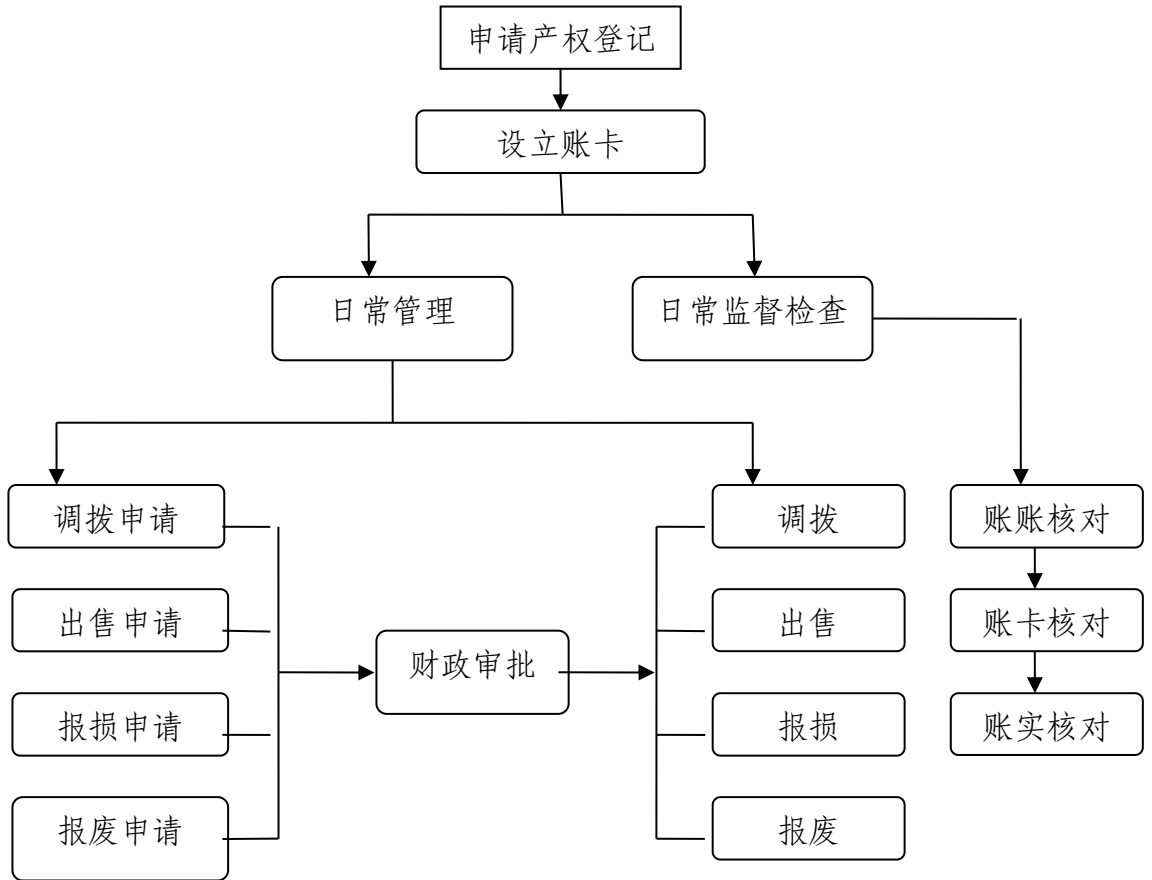 申请产权登记
设立账卡
日常管理
日常监督检查
调拨申请
调拨
账账核对
出售申请
出售
账卡核对
财政审批
报损申请
报损
账实核对
报废申请
报废